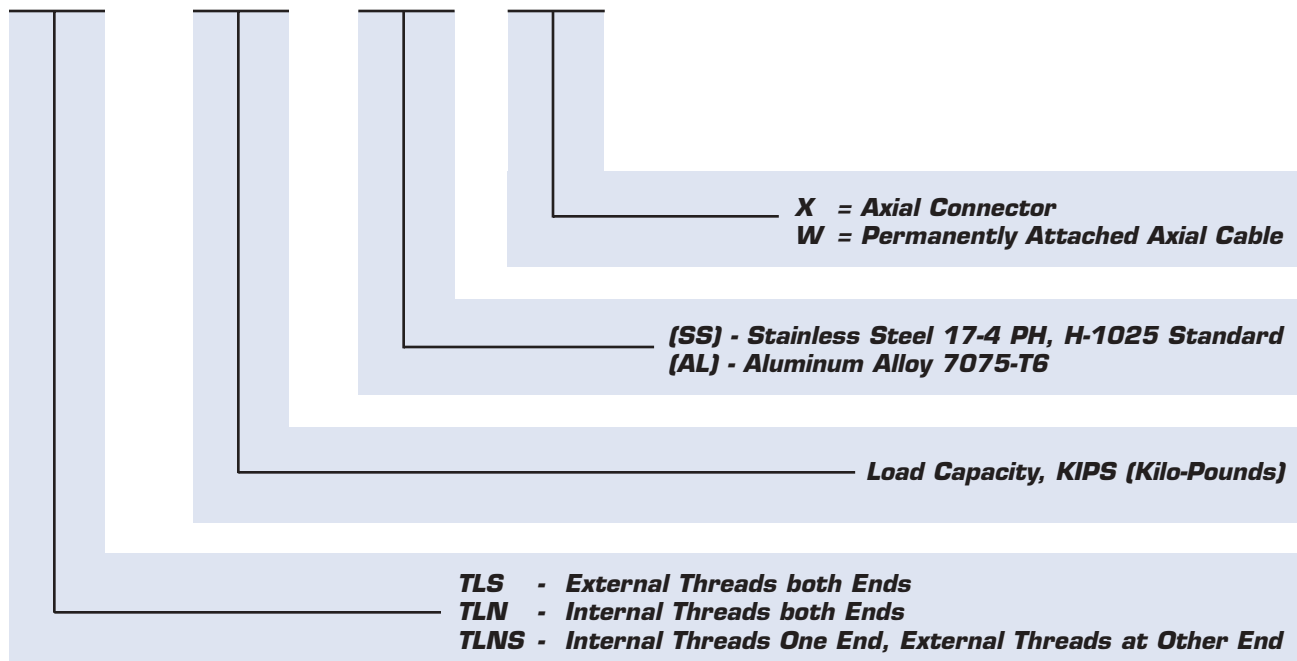 X = Axial Connector
W = Permanently Attached Axial Cable
(SS) - Stainless Steel 17-4 PH, H-1025 Standard
(AL) - Aluminum Alloy 7075-T6
Load Capacity, KIPS (Kilo-Pounds)
TLS - External Threads both Ends
TLN - Internal Threads both Ends
TLNS - Internal Threads One End, External Threads at Other End